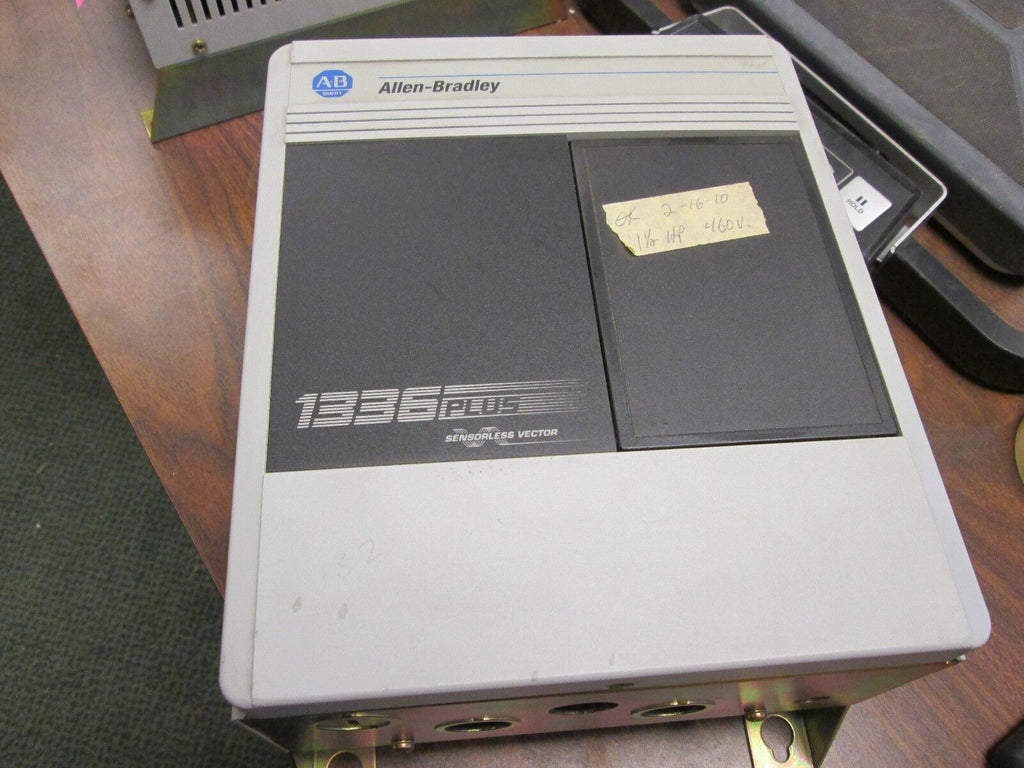 A-B
QUALITY
Allen-Bradley
OK 2-16-10
1½ HP 460V.
HOLD
1336 PLUS
SENSORLESS VECTOR
132